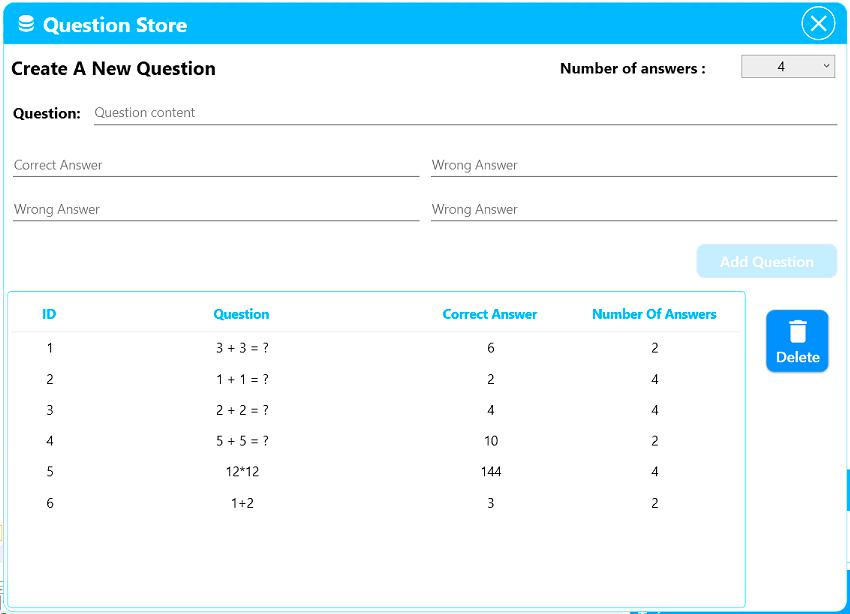 Question Store
Create A New Question Number of answers : 4
Question: Question content
Correct Answer Wrong Answer
Wrong Answer Wrong Answer
Add Question
ID Question Correct Answer Number Of Answers
1 3 + 3 = ? 6 2
2 1 + 1 = ? 2 4
3 2 + 2 = ? 4 4
4 5 + 5 = ? 10 2
5 12*12 144 4
6 1+2 3 2
Delete